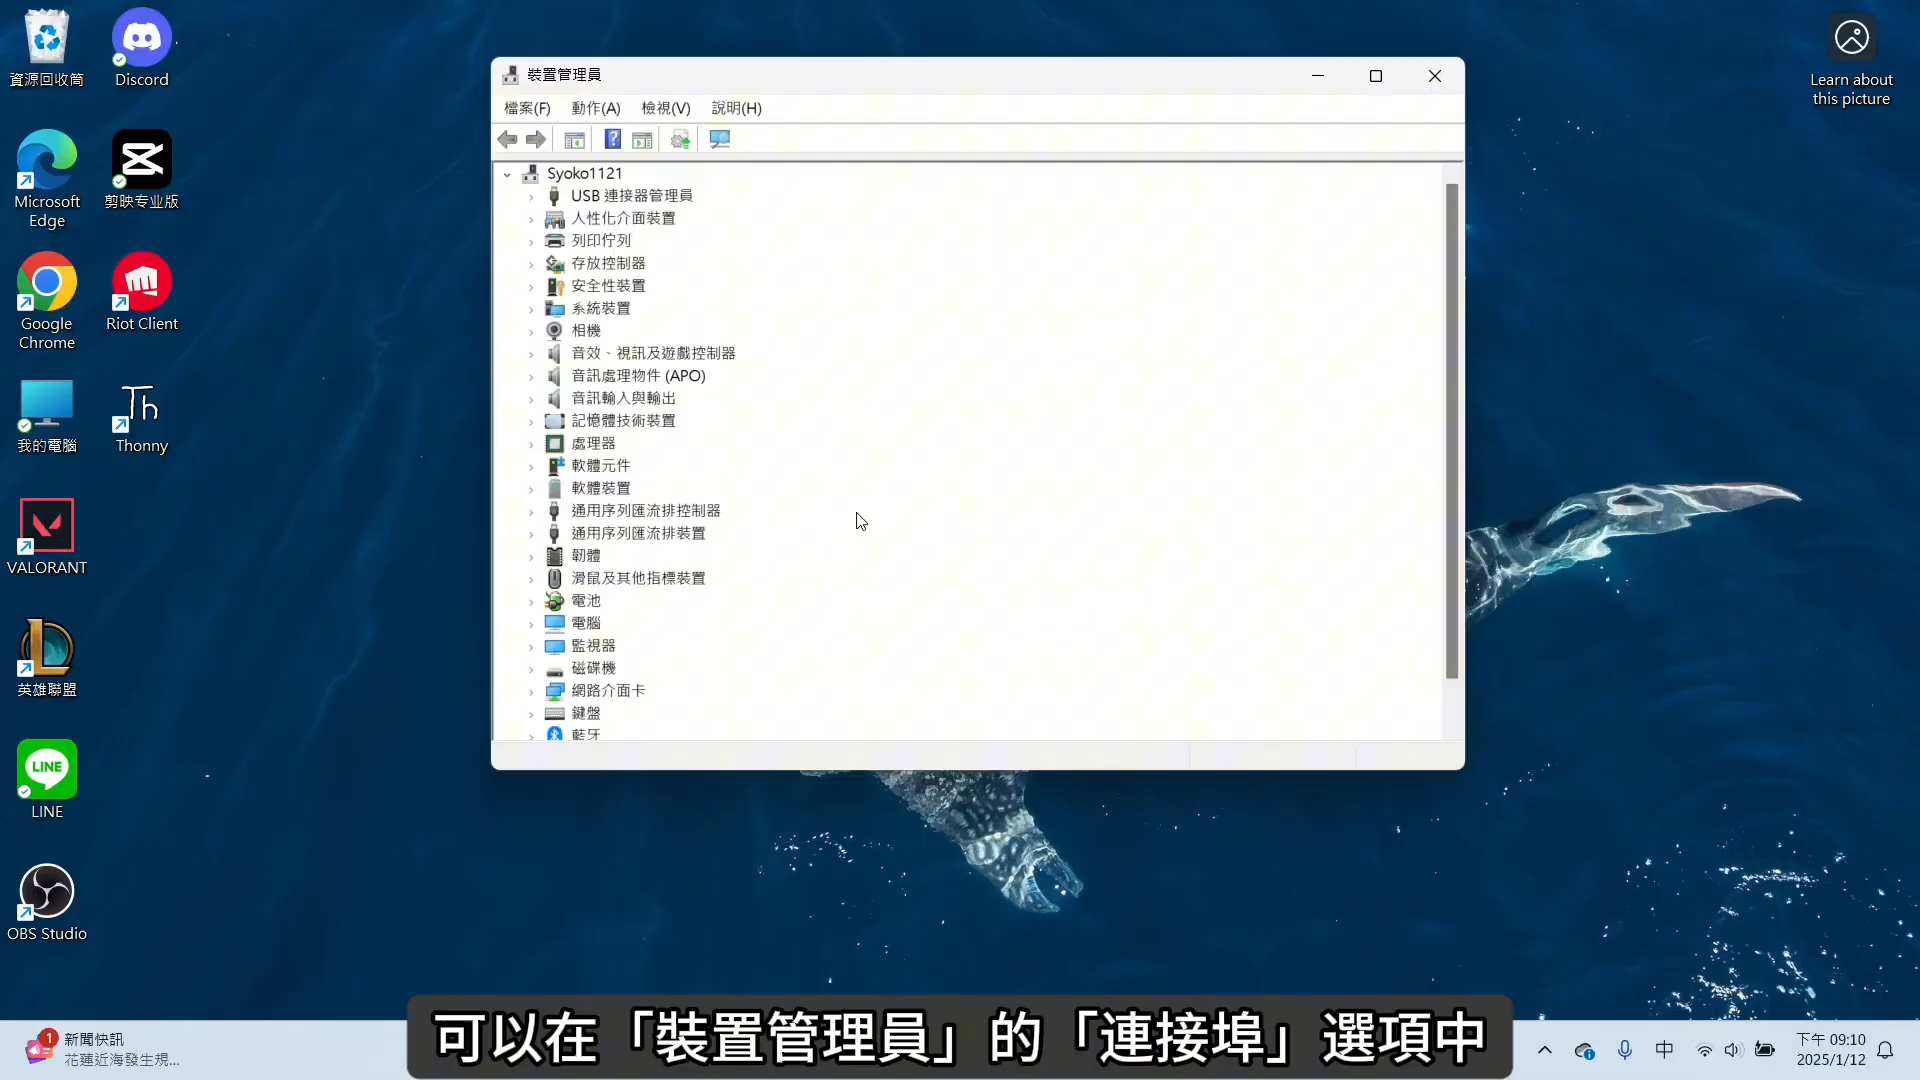 資源回收筒
Discord
Learn about
this picture
Microsoft
Edge
剪映专业版
Google
Chrome
Riot Client
我的電腦
Th
Thonny
VALORANT
英雄聯盟
LINE
LINE
OBS Studio
裝置管理員
檔案(F) 動作(A) 檢視(V) 說明(H)
Syoko1121
USB 連接器管理員
人性化介面裝置
列印佇列
存放控制器
安全性裝置
系統裝置
相機
音效、視訊及遊戲控制器
音訊處理物件 (APO)
音訊輸入與輸出
記憶體技術裝置
處理器
軟體元件
軟體裝置
通用序列匯流排控制器
通用序列匯流排裝置
韌體
滑鼠及其他指標裝置
電池
電腦
監視器
磁碟機
網路介面卡
鍵盤
藍牙
可以在「裝置管理員」的「連接埠」選項中
1
新聞快訊
花蓮近海發生規...
中
下午 09:10
2025/1/12